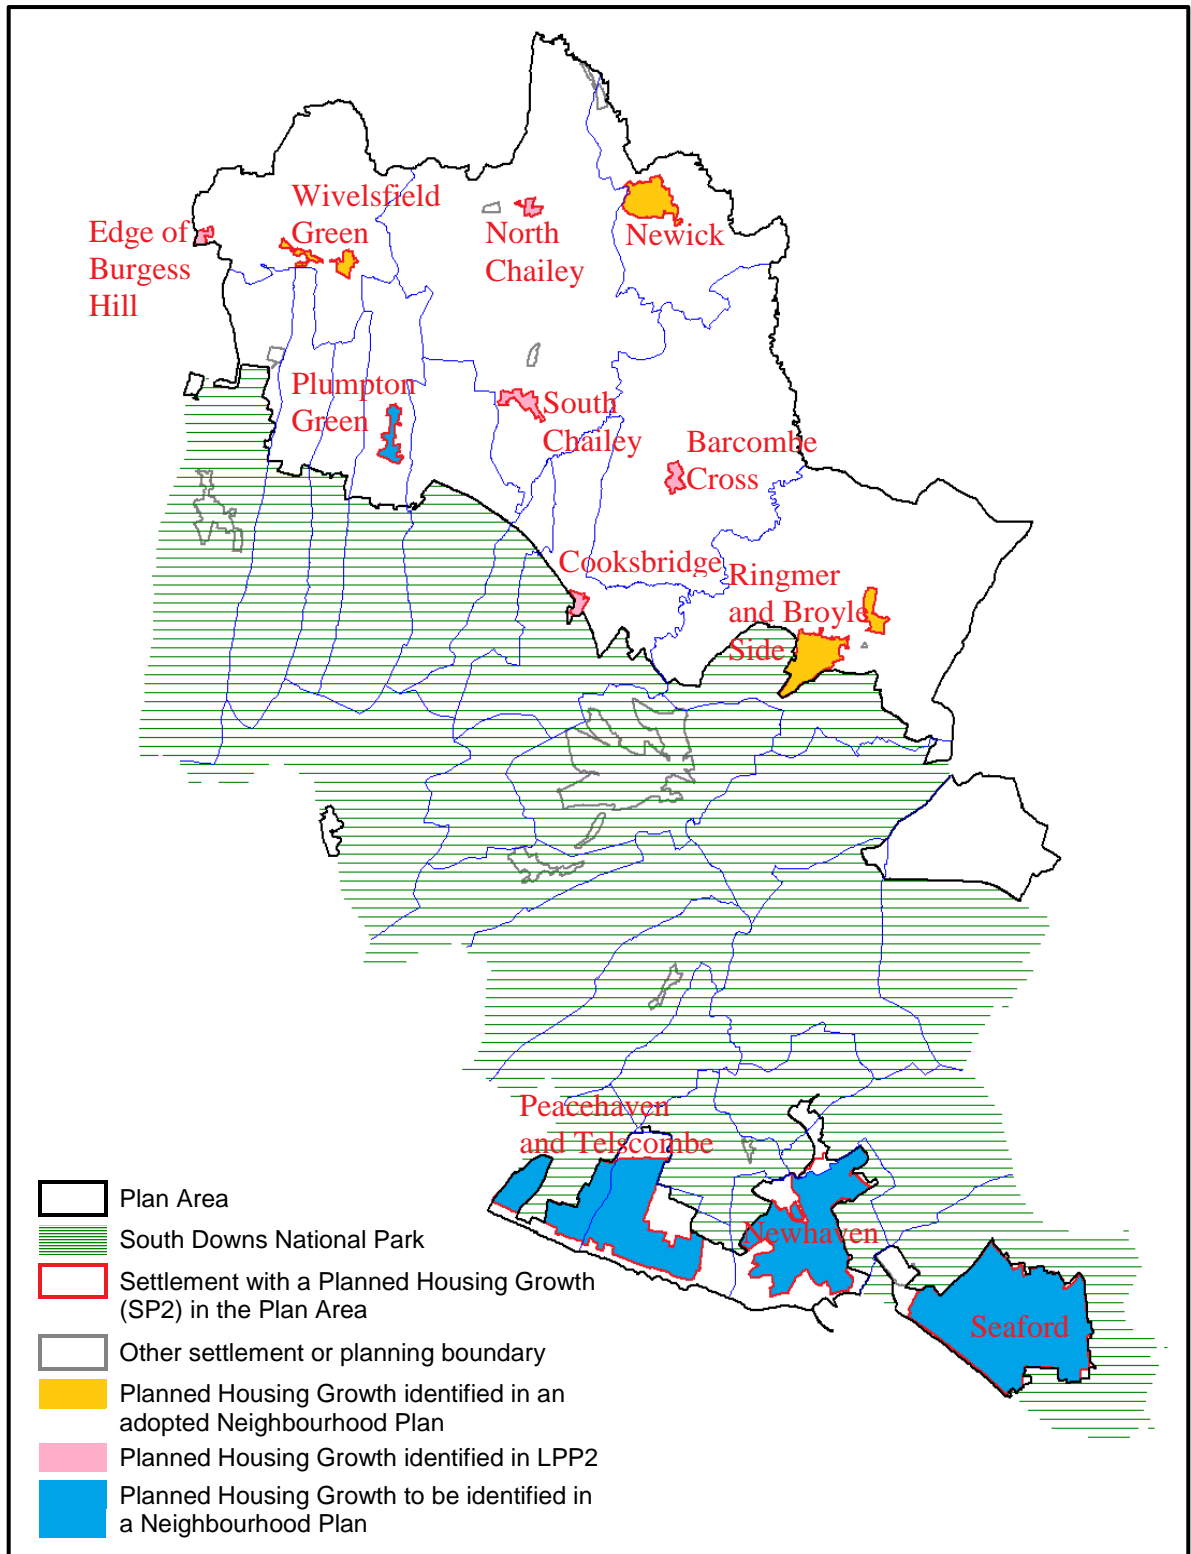 Wivelsfield
Green
Edge of
Burgess
Hill
North
Chailey
Newick
Plumpton
Green
South
Chailey
Barcombe
Cross
Cooksbridge
Ringmer
and Broyle
Side
Peacehaven
and Telscombe
Newhaven
Seaford
Plan Area
South Downs National Park
Settlement with a Planned Housing Growth
(SP2) in the Plan Area
Other settlement or planning boundary
Planned Housing Growth identified in an
adopted Neighbourhood Plan
Planned Housing Growth identified in LPP2
Planned Housing Growth to be identified in
a Neighbourhood Plan